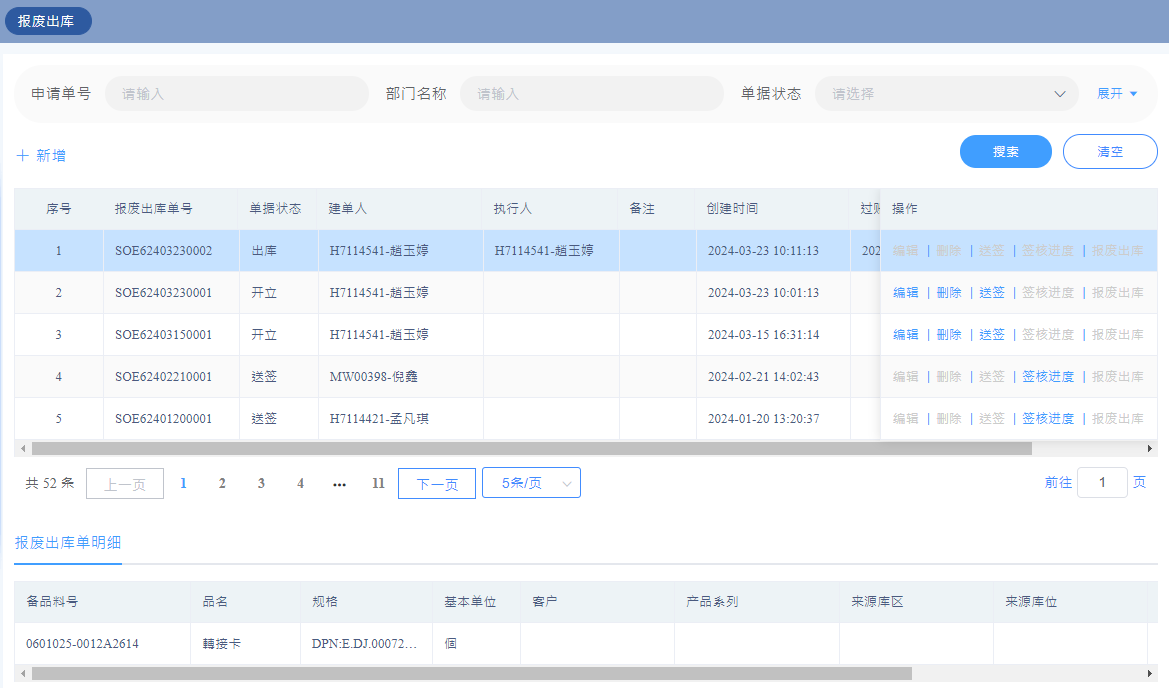 报废出库
申请单号 请输入 部门名称 请输入 单据状态 请选择 展开
+ 新增 搜索 清空
序号 报废出库单号 单据状态 建单人 执行人 备注 创建时间 过账 操作
1 SOE62403230002 出库 H7114541-趙玉婷 H7114541-趙玉婷 2024-03-23 10:11:13 202 编辑 | 删除 | 送签 | 签核进度 | 报废出库
2 SOE62403230001 开立 H7114541-趙玉婷 2024-03-23 10:01:13 编辑 | 删除 | 送签 | 签核进度 | 报废出库
3 SOE62403150001 开立 H7114541-趙玉婷 2024-03-15 16:31:14 编辑 | 删除 | 送签 | 签核进度 | 报废出库
4 SOE62402210001 送签 MW00398-倪鑫 2024-02-21 14:02:43 编辑 | 删除 | 送签 | 签核进度 | 报废出库
5 SOE62401200001 送签 H7114421-孟凡琪 2024-01-20 13:20:37 编辑 | 删除 | 送签 | 签核进度 | 报废出库
共 52 条 上一页 1 2 3 4 ••• 11 下一页 5条/页 前往 1 页
报废出库单明细
备品料号 品名 规格 基本单位 客户 产品系列 来源库区 来源库位
0601025-0012A2614 轉接卡 DPN:E.DJ.00072… 個